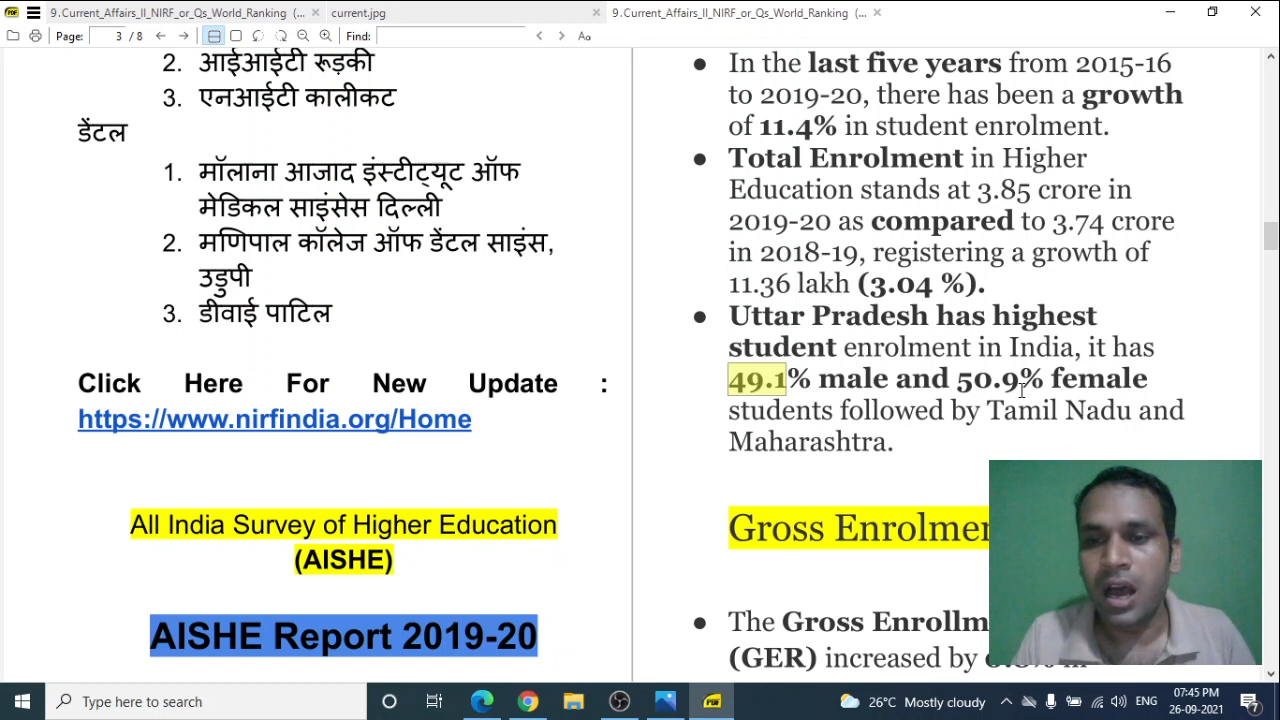 9.Current_Affairs_II_NIRF_or_Qs_World_Ranking (...
current.jpg
9.Current_Affairs_II_NIRF_or_Qs_World_Ranking (...
Page: 3 / 8
Find:
Aa
2. आईआईटी रूड़की
3. एनआईटी कालीकट
डेंटल
1. मॉलाना आजाद इंस्टीट्यूट ऑफ
मेडिकल साइंसेस दिल्ली
2. मणिपाल कॉलेज ऑफ डेंटल साइंस,
उडुपी
3. डीवाई पाटिल
Click Here For New Update :
https://www.nirfindia.org/Home
All India Survey of Higher Education
(AISHE)
AISHE Report 2019-20
● In the last five years from 2015-16
to 2019-20, there has been a growth
of 11.4% in student enrolment.
● Total Enrolment in Higher
Education stands at 3.85 crore in
2019-20 as compared to 3.74 crore
in 2018-19, registering a growth of
11.36 lakh (3.04 %).
● Uttar Pradesh has highest
student enrolment in India, it has
49.1% male and 50.9% female
students followed by Tamil Nadu and
Maharashtra.
Gross Enrolmen
● The Gross Enrollm
(GER) increased by
Type here to search
26°C Mostly cloudy
ENG
07:45 PM
26-09-2021
7